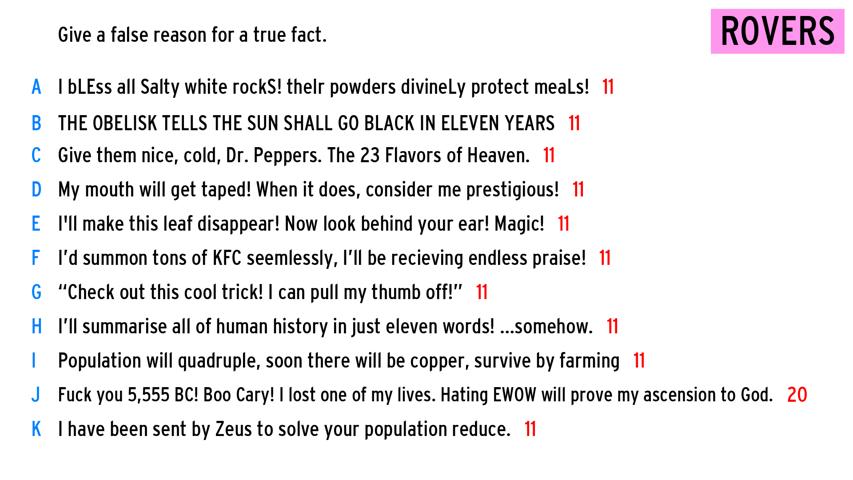 Give a false reason for a true fact.
ROVERS
A I bLEss all Salty white rockS! theIr powders divineLy protect meaLs! 11
B THE OBELISK TELLS THE SUN SHALL GO BLACK IN ELEVEN YEARS 11
C Give them nice, cold, Dr. Peppers. The 23 Flavors of Heaven. 11
D My mouth will get taped! When it does, consider me prestigious! 11
E I'll make this leaf disappear! Now look behind your ear! Magic! 11
F I’d summon tons of KFC seemlessly, I’ll be recieving endless praise! 11
G “Check out this cool trick! I can pull my thumb off!” 11
H I’ll summarise all of human history in just eleven words! ...somehow. 11
I Population will quadruple, soon there will be copper, survive by farming 11
J Fuck you 5,555 BC! Boo Cary! I lost one of my lives. Hating EWOW will prove my ascension to God. 20
K I have been sent by Zeus to solve your population reduce. 11